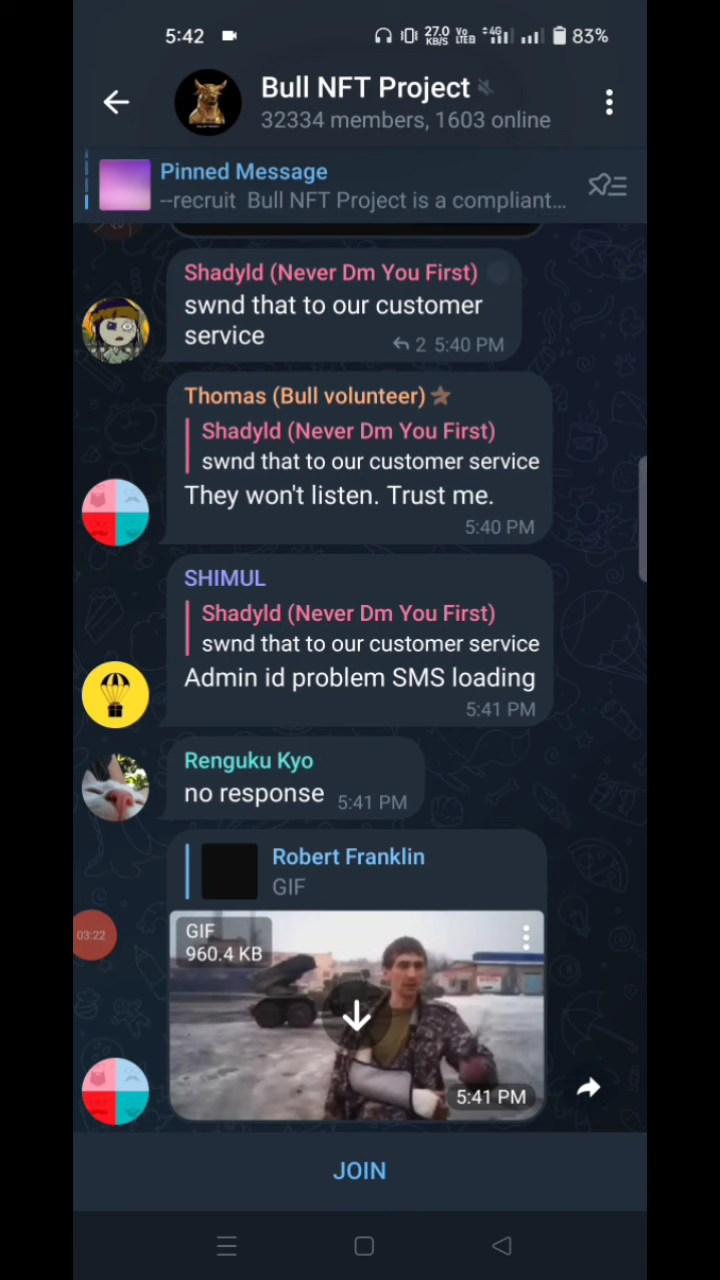 5:42
27.0 KB/S
Vo LTE2
4G
83%
Bull NFT Project
32334 members, 1603 online
Pinned Message
--recruit Bull NFT Project is a compliant...
Shadyld (Never Dm You First)
swnd that to our customer
service
2 5:40 PM
Thomas (Bull volunteer)
Shadyld (Never Dm You First)
swnd that to our customer service
They won't listen. Trust me.
5:40 PM
SHIMUL
Shadyld (Never Dm You First)
swnd that to our customer service
Admin id problem SMS loading
5:41 PM
Renguku Kyo
no response 5:41 PM
Robert Franklin
GIF
03:22
GIF
960.4 KB
5:41 PM
JOIN